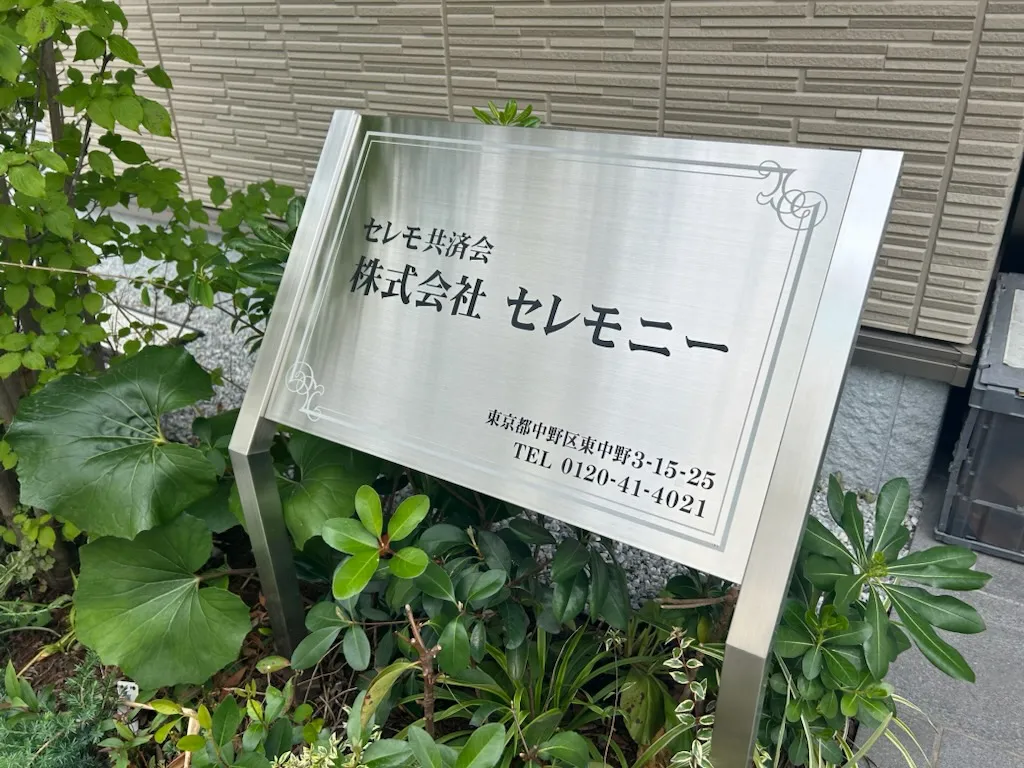 セレモ共済会
株式会社 セレモニー
東京都中野区東中野3-15-25
TEL 0120-41-4021